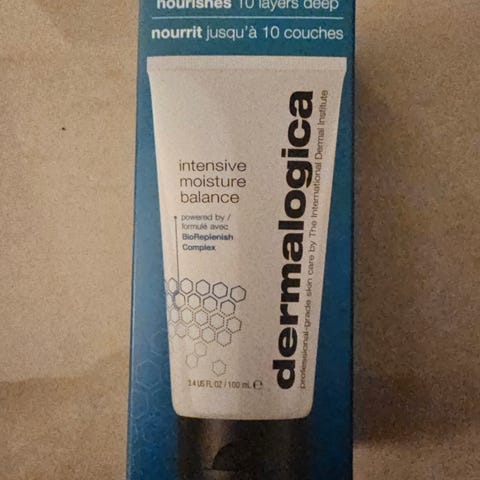 nourishes 10 layers deep
nourrit jusqu'à 10 couches
intensive
moisture
balance
powered by /
formulé avec
BioReplenish
Complex
3.4 US FL OZ / 100 mL ℮
dermalogica
professional-grade skin care by The International Dermal Institute